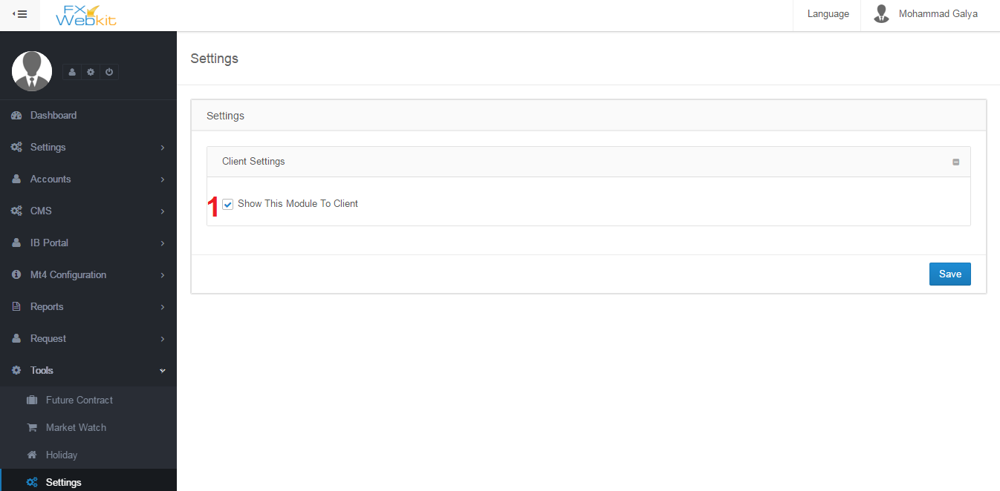 FX
Webkit
Language
Mohammad Galya
Settings
Dashboard
Settings
Accounts
CMS
IB Portal
Mt4 Configuration
Reports
Request
Tools
Future Contract
Market Watch
Holiday
Settings
Settings
Client Settings
1 Show This Module To Client
Save